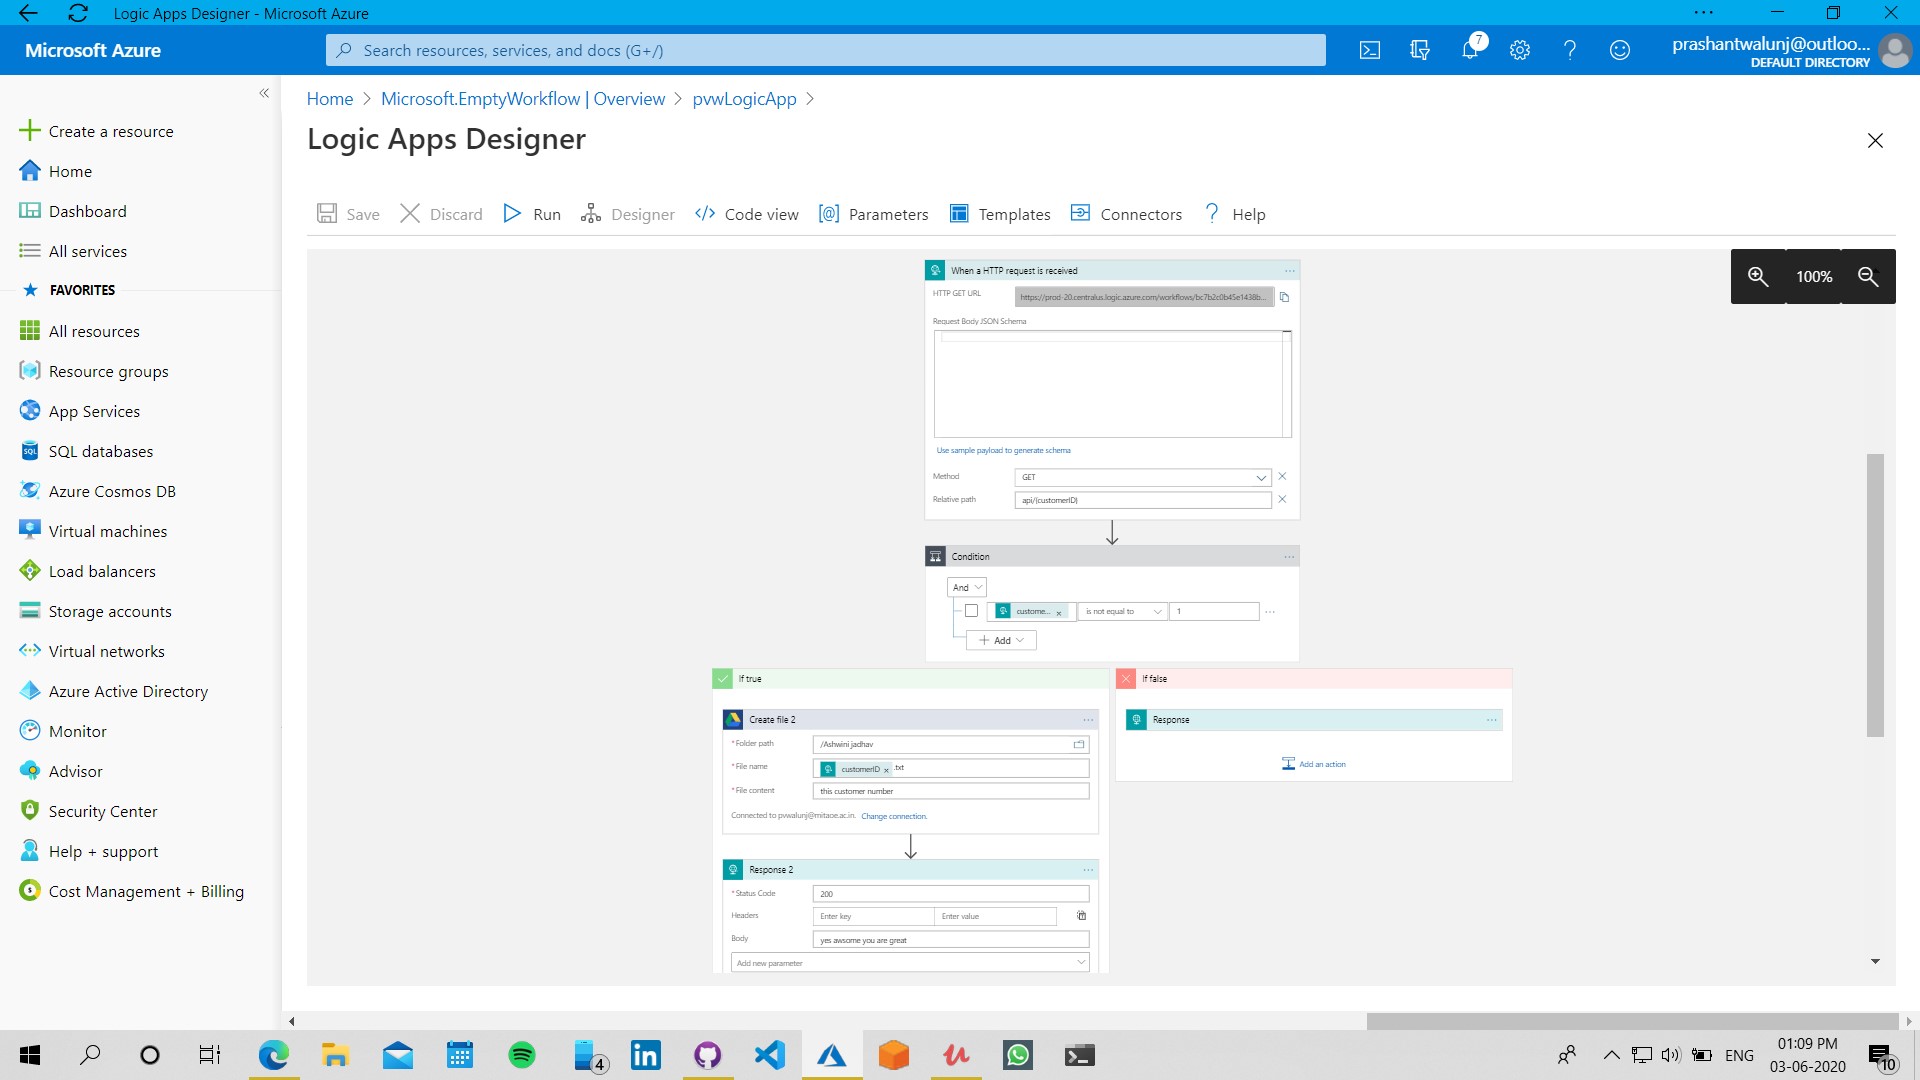 Logic Apps Designer - Microsoft Azure
Microsoft Azure
Search resources, services, and docs (G+/)
7
prashantwalunj@outloo...
DEFAULT DIRECTORY
Home > Microsoft.EmptyWorkflow | Overview > pvwLogicApp >
Logic Apps Designer
Create a resource
Home
Dashboard
All services
FAVORITES
All resources
Resource groups
App Services
SQL databases
Azure Cosmos DB
Virtual machines
Load balancers
Storage accounts
Virtual networks
Azure Active Directory
Monitor
Advisor
Security Center
Help + support
Cost Management + Billing
Save Discard Run Designer Code view Parameters Templates Connectors Help
100%
When a HTTP request is received
HTTP GET URL https://prod-20.centralus.logic.azure.com/workflows/bc7b2c0b45e1438b...
Request Body JSON Schema
Use sample payload to generate schema
Method GET
Relative path api/{customerID}
Condition
And
custome... is not equal to 1
Add
If true
Create file 2
* Folder path /Ashwini jadhav
* File name customerID .txt
* File content this customer number
Connected to pvwalunj@mitaoe.ac.in. Change connection.
Response 2
* Status Code 200
Headers Enter key Enter value
Body yes awsome you are great
Add new parameter
If false
Response
Add an action
4
ENG
01:09 PM
03-06-2020
10